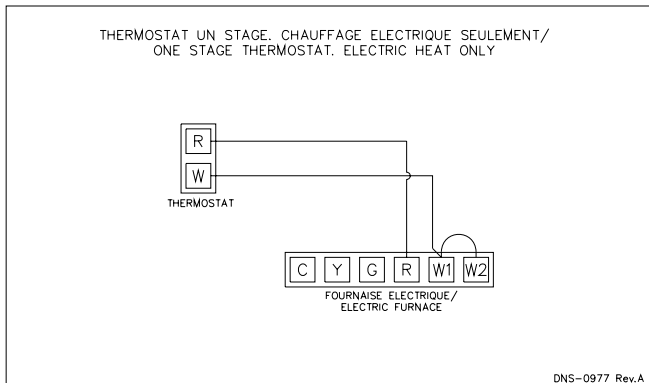 THERMOSTAT UN STAGE. CHAUFFAGE ELECTRIQUE SEULEMENT/
ONE STAGE THERMOSTAT. ELECTRIC HEAT ONLY
R
W
THERMOSTAT
C Y G R W1 W2
FOURNAISE ELECTRIQUE/
ELECTRIC FURNACE
DNS-0977 Rev.A